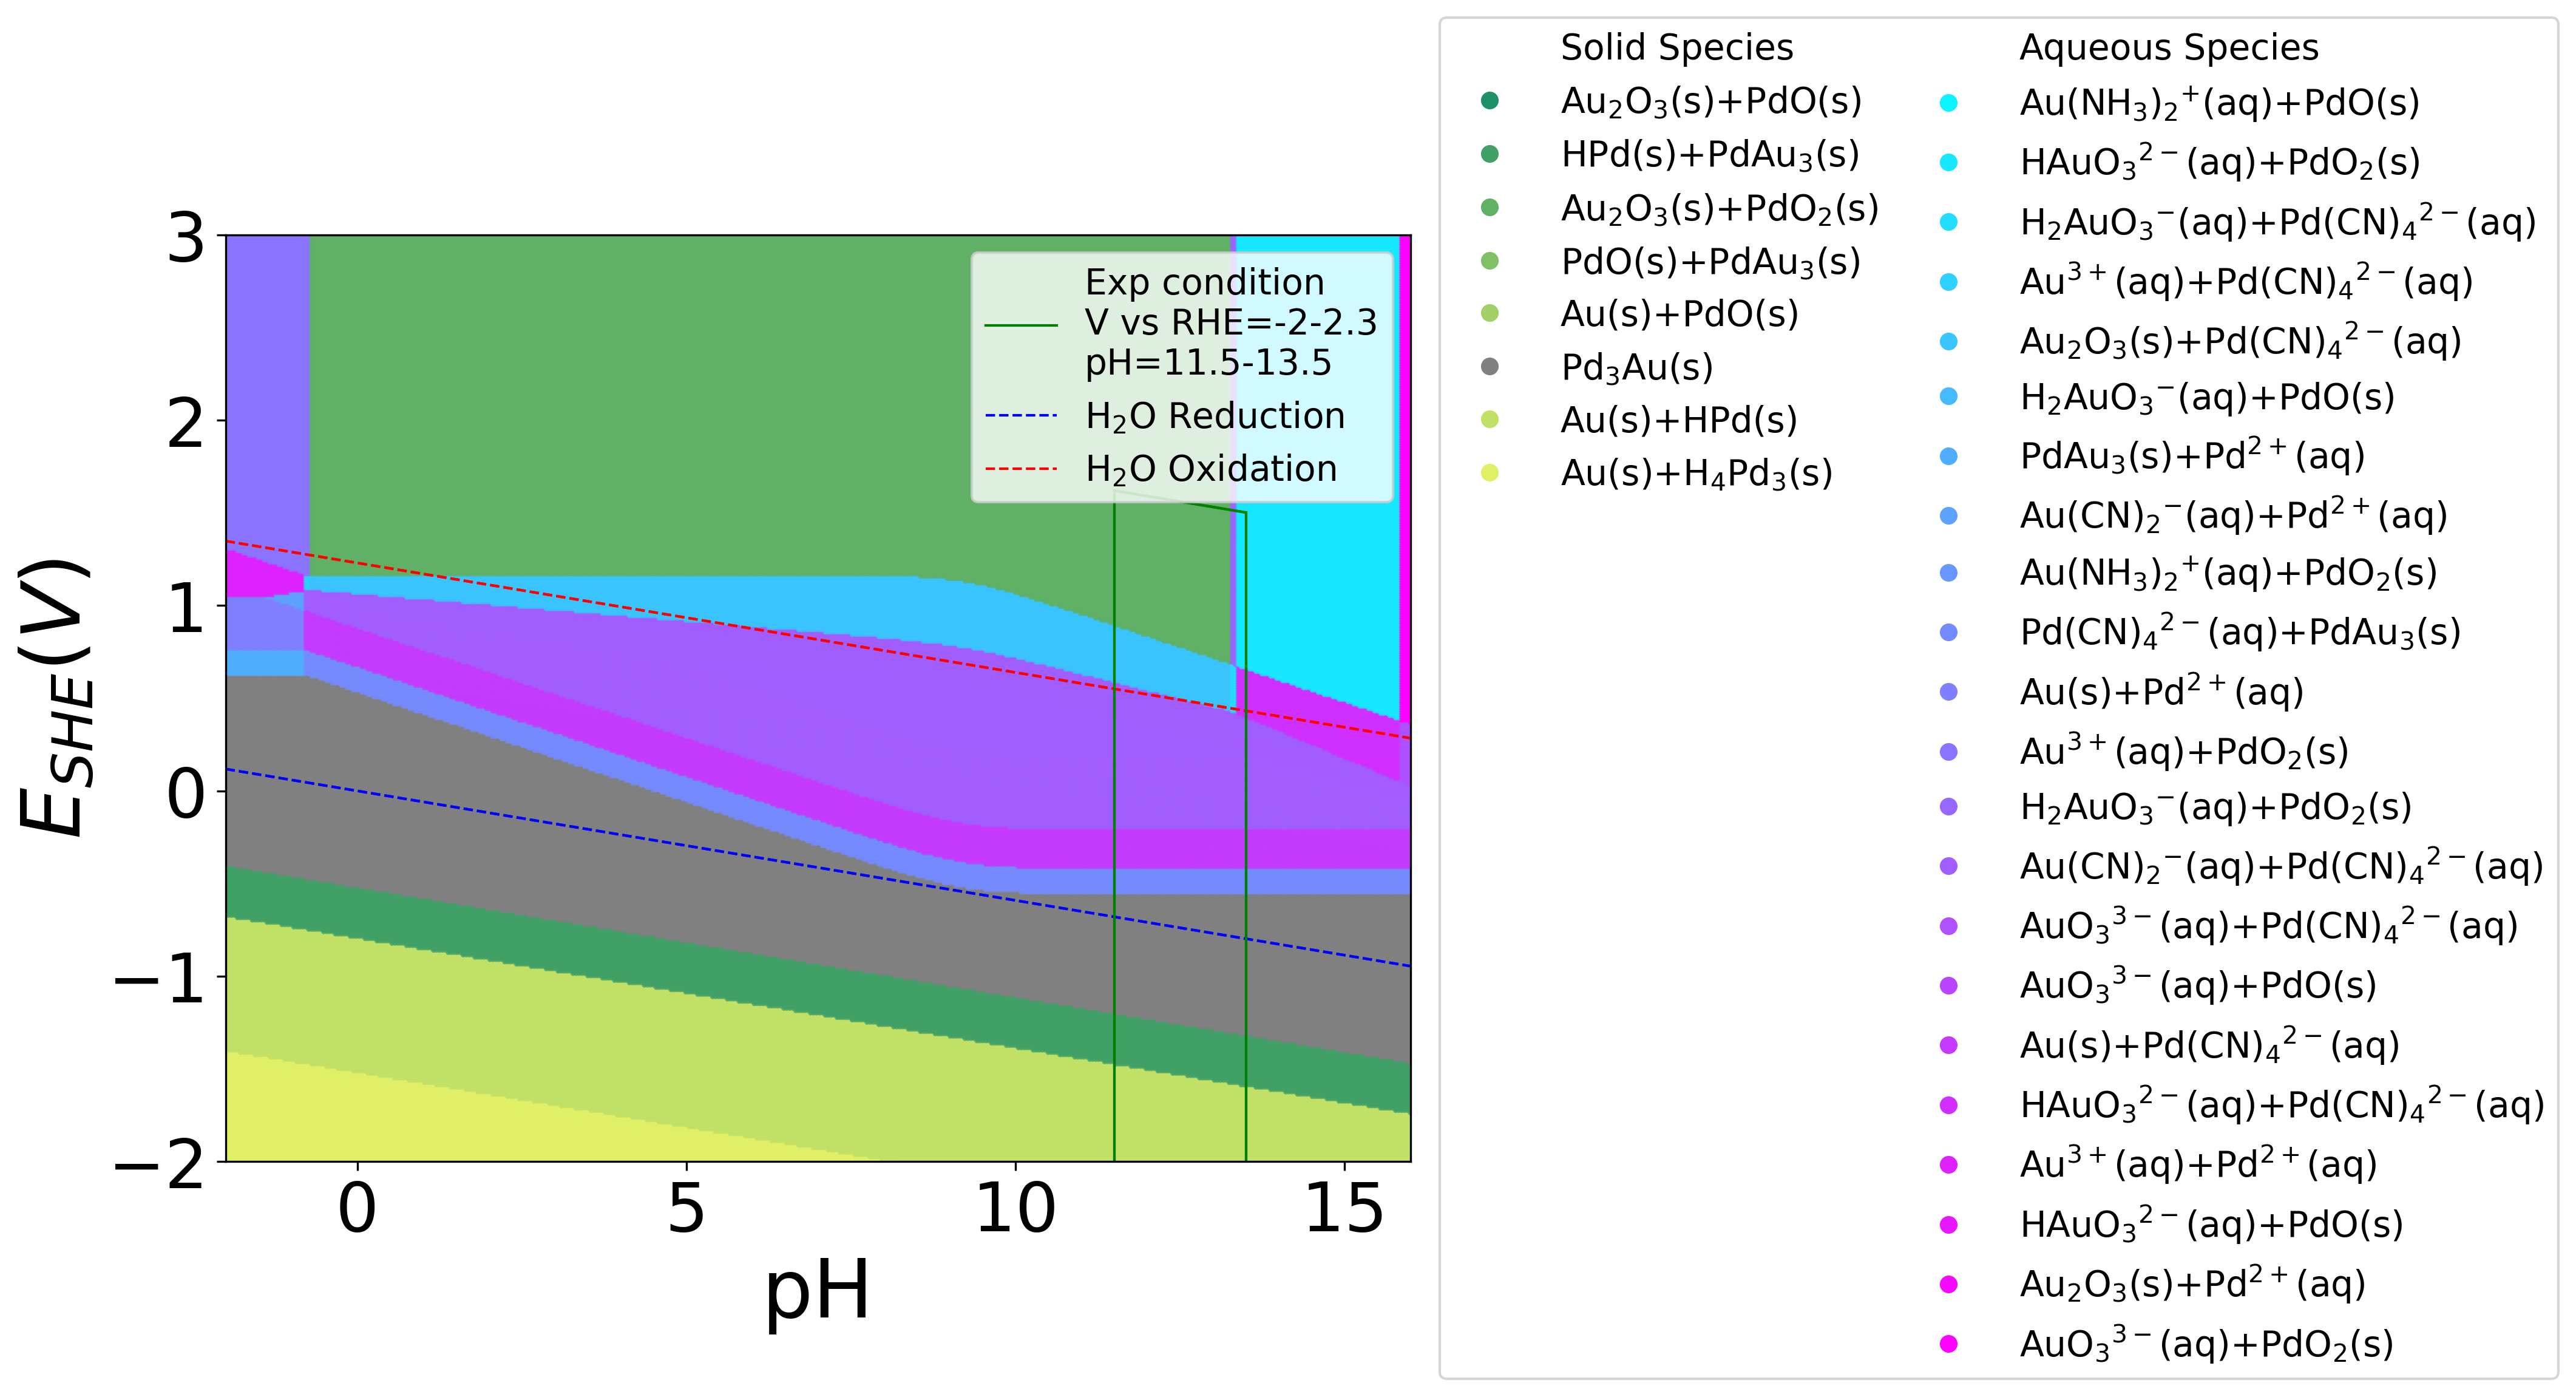 3
2
1
0
−1
−2
E_SHE(V)
0 5 10 15
pH
Exp condition
V vs RHE=-2-2.3
pH=11.5-13.5
H₂O Reduction
H₂O Oxidation
Solid Species
Au₂O₃(s)+PdO(s)
HPd(s)+PdAu₃(s)
Au₂O₃(s)+PdO₂(s)
PdO(s)+PdAu₃(s)
Au(s)+PdO(s)
Pd₃Au(s)
Au(s)+HPd(s)
Au(s)+H₄Pd₃(s)
Aqueous Species
Au(NH₃)₂⁺(aq)+PdO(s)
HAuO₃²⁻(aq)+PdO₂(s)
H₂AuO₃⁻(aq)+Pd(CN)₄²⁻(aq)
Au³⁺(aq)+Pd(CN)₄²⁻(aq)
Au₂O₃(s)+Pd(CN)₄²⁻(aq)
H₂AuO₃⁻(aq)+PdO(s)
PdAu₃(s)+Pd²⁺(aq)
Au(CN)₂⁻(aq)+Pd²⁺(aq)
Au(NH₃)₂⁺(aq)+PdO₂(s)
Pd(CN)₄²⁻(aq)+PdAu₃(s)
Au(s)+Pd²⁺(aq)
Au³⁺(aq)+PdO₂(s)
H₂AuO₃⁻(aq)+PdO₂(s)
Au(CN)₂⁻(aq)+Pd(CN)₄²⁻(aq)
AuO₃³⁻(aq)+Pd(CN)₄²⁻(aq)
AuO₃³⁻(aq)+PdO(s)
Au(s)+Pd(CN)₄²⁻(aq)
HAuO₃²⁻(aq)+Pd(CN)₄²⁻(aq)
Au³⁺(aq)+Pd²⁺(aq)
HAuO₃²⁻(aq)+PdO(s)
Au₂O₃(s)+Pd²⁺(aq)
AuO₃³⁻(aq)+PdO₂(s)